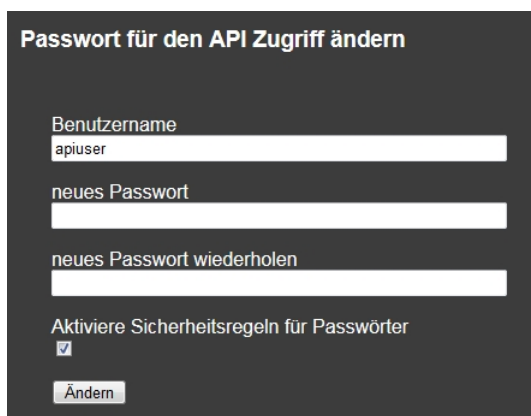 Passwort für den API Zugriff ändern
Benutzername
apiuser
neues Passwort
neues Passwort wiederholen
Aktiviere Sicherheitsregeln für Passwörter
Ändern